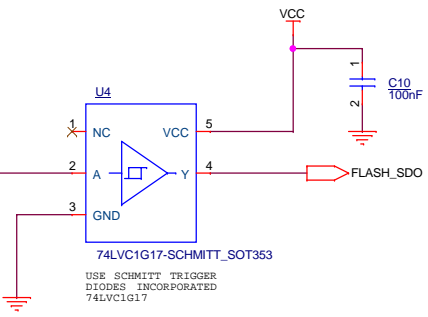 VCC
U4
1
C10
100nF
2
1
NC
VCC
5
2
A
Y
4
FLASH_SDO
3
GND
74LVC1G17-SCHMITT_SOT353
USE SCHMITT TRIGGER
DIODES INCORPORATED
74LVC1G17